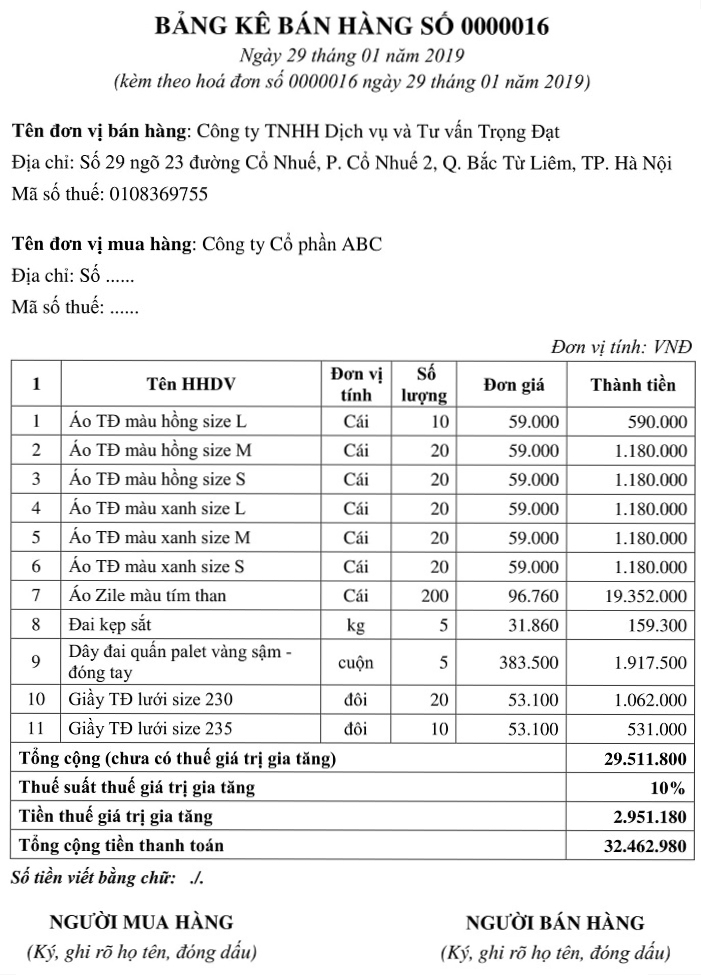 BẢNG KÊ BÁN HÀNG SỐ 0000016
Ngày 29 tháng 01 năm 2019
(kèm theo hoá đơn số 0000016 ngày 29 tháng 01 năm 2019)
Tên đơn vị bán hàng: Công ty TNHH Dịch vụ và Tư vấn Trọng Đạt
Địa chỉ: Số 29 ngõ 23 đường Cổ Nhuế, P. Cổ Nhuế 2, Q. Bắc Từ Liêm, TP. Hà Nội
Mã số thuế: 0108369755
Tên đơn vị mua hàng: Công ty Cổ phần ABC
Địa chỉ: Số ......
Mã số thuế: ......
Đơn vị tính: VNĐ
1 Tên HHDV Đơn vị tính Số lượng Đơn giá Thành tiền
1 Áo TĐ màu hồng size L Cái 10 59.000 590.000
2 Áo TĐ màu hồng size M Cái 20 59.000 1.180.000
3 Áo TĐ màu hồng size S Cái 20 59.000 1.180.000
4 Áo TĐ màu xanh size L Cái 20 59.000 1.180.000
5 Áo TĐ màu xanh size M Cái 20 59.000 1.180.000
6 Áo TĐ màu xanh size S Cái 20 59.000 1.180.000
7 Áo Zile màu tím than Cái 200 96.760 19.352.000
8 Đai kẹp sắt kg 5 31.860 159.300
9 Dây đai quấn palet vàng sậm - đóng tay cuộn 5 383.500 1.917.500
10 Giầy TĐ lưới size 230 đôi 20 53.100 1.062.000
11 Giầy TĐ lưới size 235 đôi 10 53.100 531.000
Tổng cộng (chưa có thuế giá trị gia tăng) 29.511.800
Thuế suất thuế giá trị gia tăng 10%
Tiền thuế giá trị gia tăng 2.951.180
Tổng cộng tiền thanh toán 32.462.980
Số tiền viết bằng chữ: ./.
NGƯỜI MUA HÀNG NGƯỜI BÁN HÀNG
(Ký, ghi rõ họ tên, đóng dấu) (Ký, ghi rõ họ tên, đóng dấu)